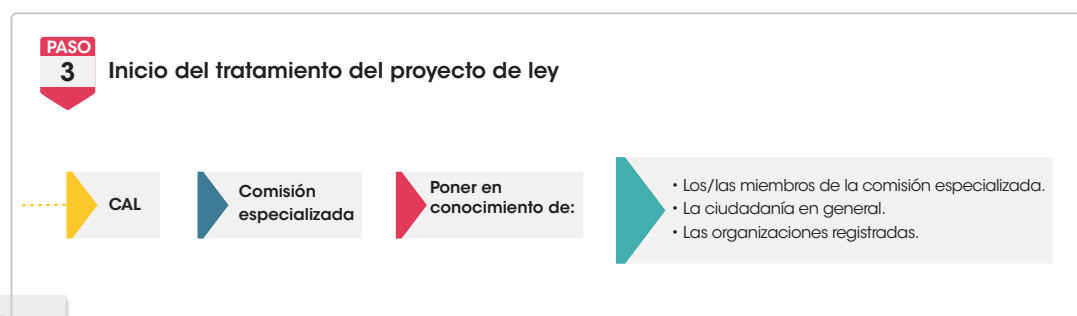 PASO
3
Inicio del tratamiento del proyecto de ley
CAL
Comisión
especializada
Poner en
conocimiento de:
• Los/las miembros de la comisión especializada.
• La ciudadanía en general.
• Las organizaciones registradas.